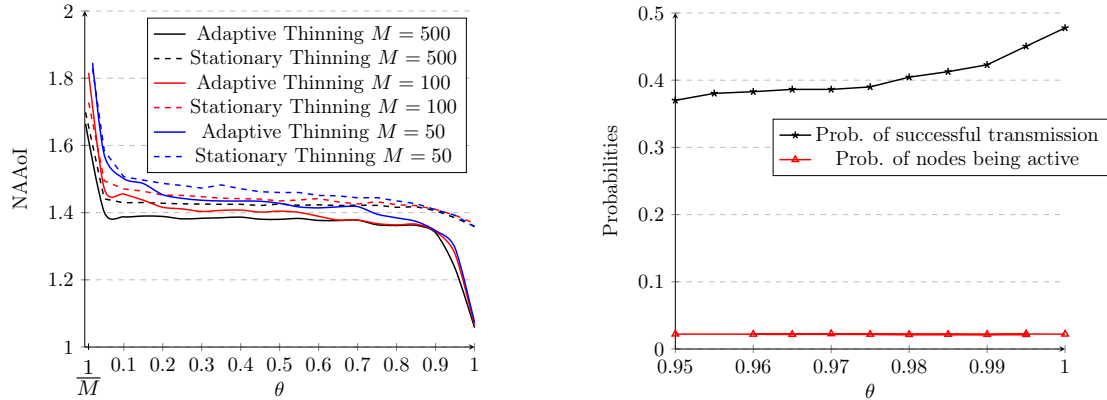 2
1.8
1.6
1.4
1.2
1
NAAoI
Adaptive Thinning M = 500
Stationary Thinning M = 500
Adaptive Thinning M = 100
Stationary Thinning M = 100
Adaptive Thinning M = 50
Stationary Thinning M = 50
1/M 0.1 0.2 0.3 0.4 0.5 0.6 0.7 0.8 0.9 1
θ
0.5
0.4
0.3
0.2
0.1
0
Probabilities
Prob. of successful transmission
Prob. of nodes being active
0.95 0.96 0.97 0.98 0.99 1
θ